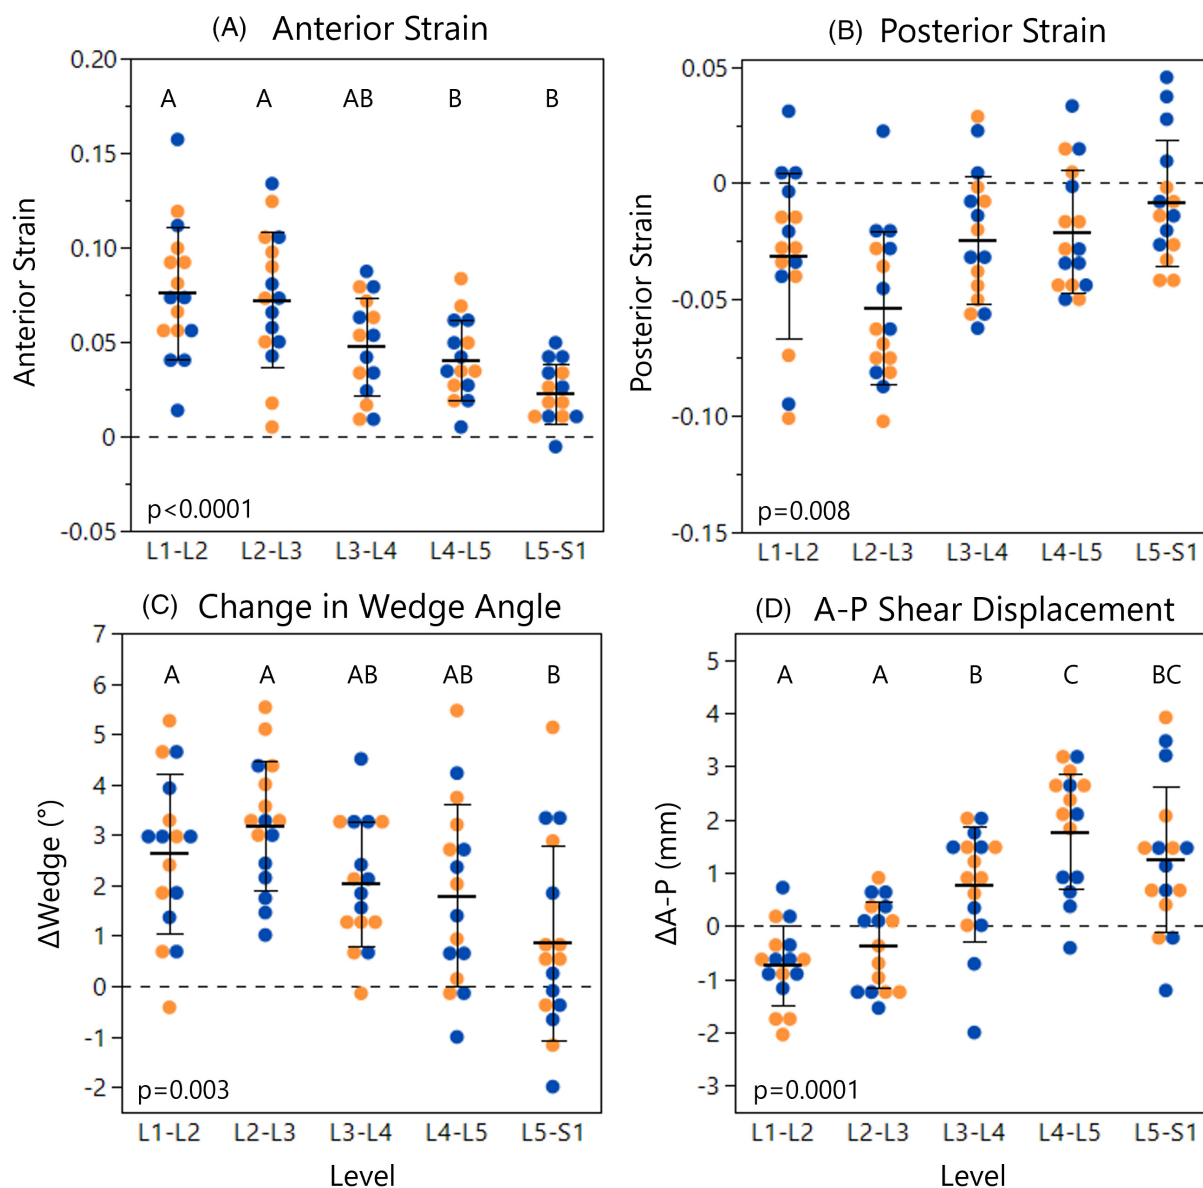 (A) Anterior Strain
Anterior Strain
0.20
0.15
0.10
0.05
0
-0.05
A A AB B B
p<0.0001
L1-L2 L2-L3 L3-L4 L4-L5 L5-S1
(B) Posterior Strain
Posterior Strain
0.05
0
-0.05
-0.10
-0.15
p=0.008
L1-L2 L2-L3 L3-L4 L4-L5 L5-S1
(C) Change in Wedge Angle
ΔWedge (°)
7
6
5
4
3
2
1
0
-1
-2
A A AB AB B
p=0.003
L1-L2 L2-L3 L3-L4 L4-L5 L5-S1
Level
(D) A-P Shear Displacement
ΔA-P (mm)
5
4
3
2
1
0
-1
-2
-3
A A B C BC
p=0.0001
L1-L2 L2-L3 L3-L4 L4-L5 L5-S1
Level